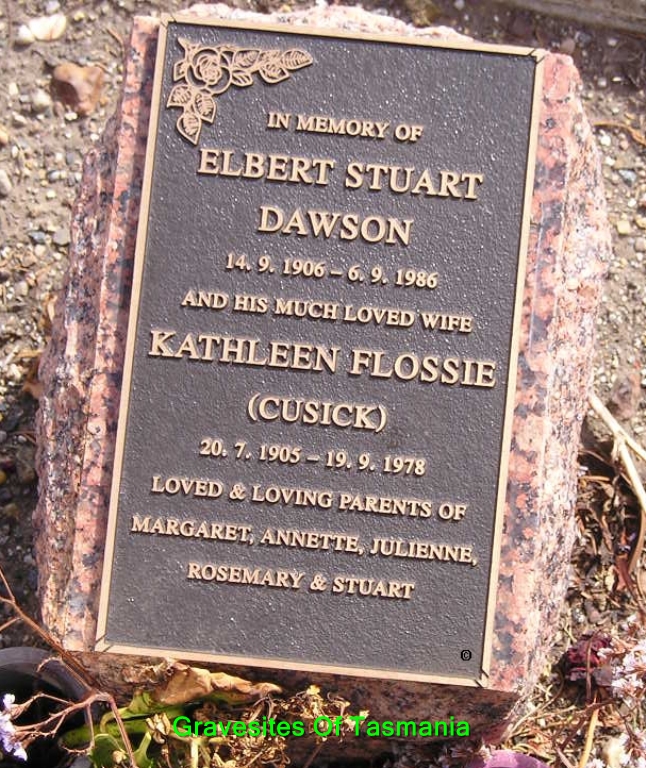 IN MEMORY OF
ELBERT STUART
DAWSON
14. 9. 1906 – 6. 9. 1986
AND HIS MUCH LOVED WIFE
KATHLEEN FLOSSIE
(CUSICK)
20. 7. 1905 – 19. 9. 1978
LOVED & LOVING PARENTS OF
MARGARET, ANNETTE, JULIENNE,
ROSEMARY & STUART
©
Gravesites Of Tasmania